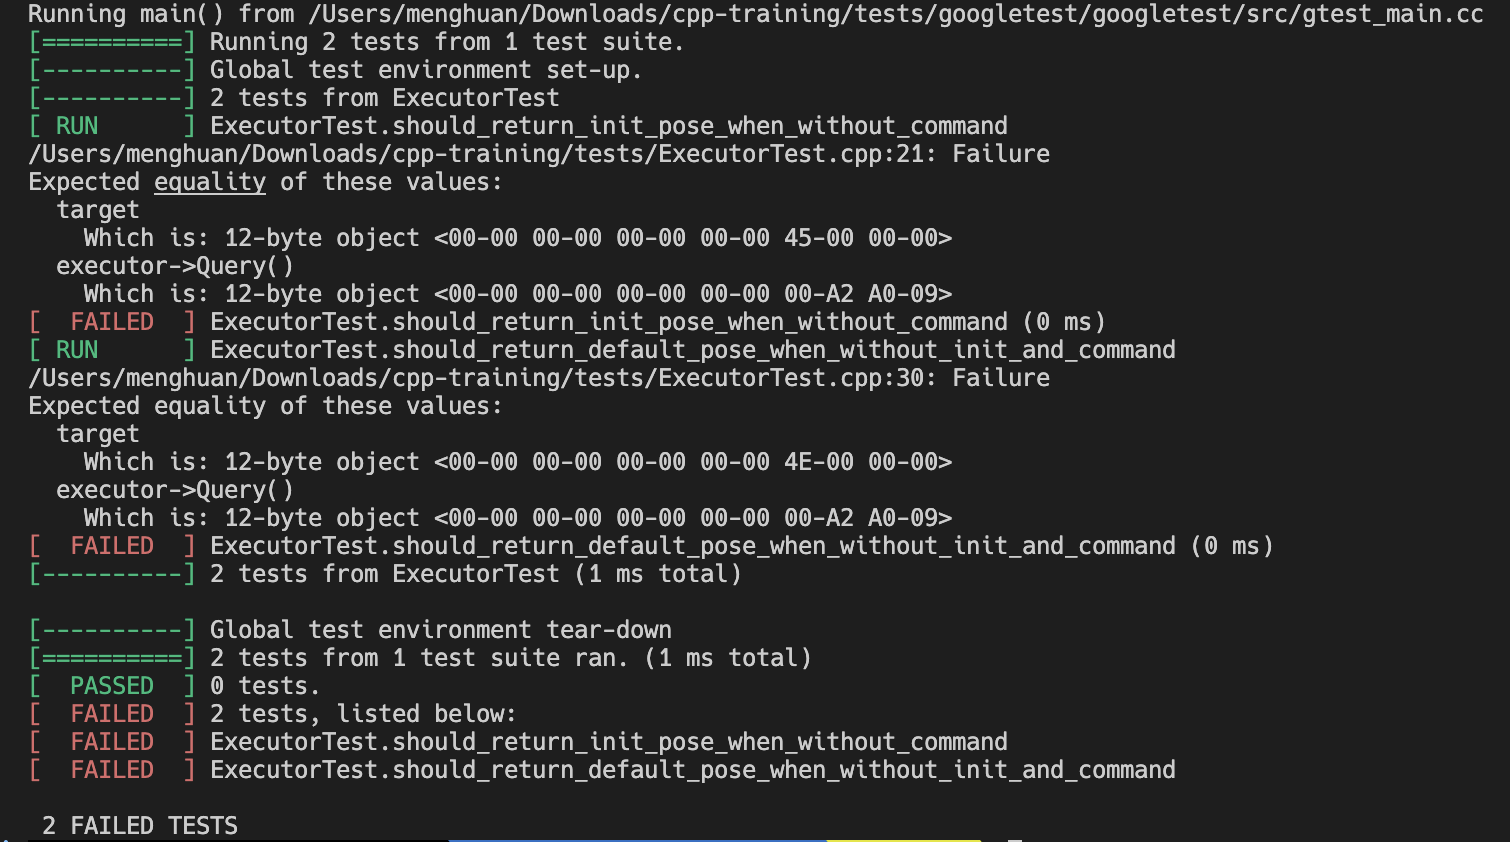 Running main() from /Users/menghuan/Downloads/cpp-training/tests/googletest/googletest/src/gtest_main.cc
[==========] Running 2 tests from 1 test suite.
[----------] Global test environment set-up.
[----------] 2 tests from ExecutorTest
[ RUN      ] ExecutorTest.should_return_init_pose_when_without_command
/Users/menghuan/Downloads/cpp-training/tests/ExecutorTest.cpp:21: Failure
Expected equality of these values:
  target
    Which is: 12-byte object <00-00 00-00 00-00 00-00 45-00 00-00>
  executor->Query()
    Which is: 12-byte object <00-00 00-00 00-00 00-00 00-A2 A0-09>
[  FAILED  ] ExecutorTest.should_return_init_pose_when_without_command (0 ms)
[ RUN      ] ExecutorTest.should_return_default_pose_when_without_init_and_command
/Users/menghuan/Downloads/cpp-training/tests/ExecutorTest.cpp:30: Failure
Expected equality of these values:
  target
    Which is: 12-byte object <00-00 00-00 00-00 00-00 4E-00 00-00>
  executor->Query()
    Which is: 12-byte object <00-00 00-00 00-00 00-00 00-A2 A0-09>
[  FAILED  ] ExecutorTest.should_return_default_pose_when_without_init_and_command (0 ms)
[----------] 2 tests from ExecutorTest (1 ms total)

[----------] Global test environment tear-down
[==========] 2 tests from 1 test suite ran. (1 ms total)
[  PASSED  ] 0 tests.
[  FAILED  ] 2 tests, listed below:
[  FAILED  ] ExecutorTest.should_return_init_pose_when_without_command
[  FAILED  ] ExecutorTest.should_return_default_pose_when_without_init_and_command

 2 FAILED TESTS